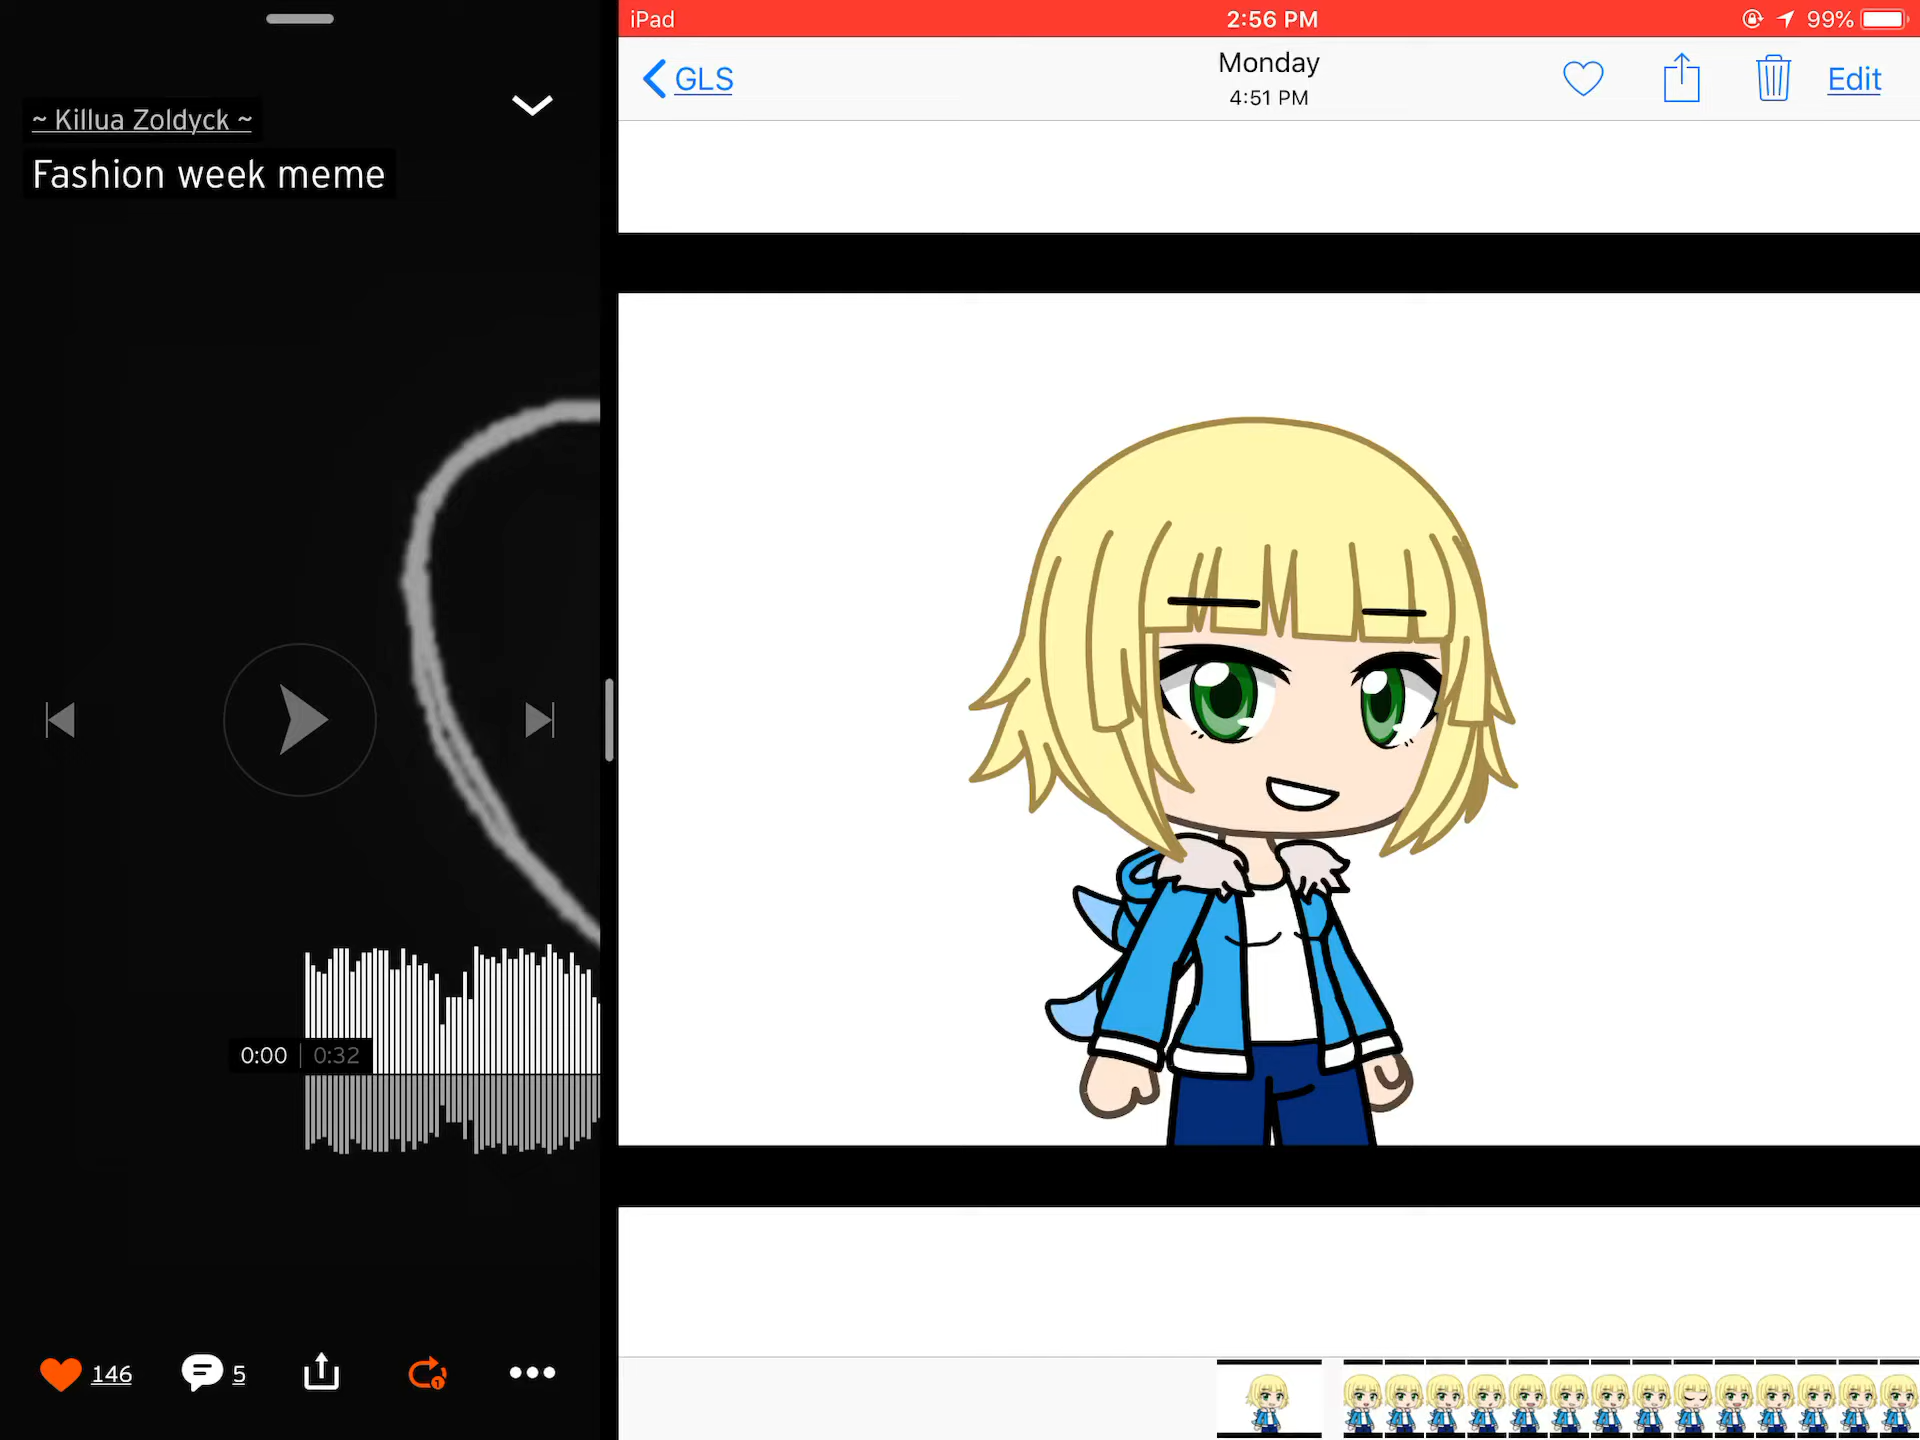 ~ Killua Zoldyck ~
Fashion week meme
0:00 | 0:32
146
5
1
iPad
2:56 PM
99%
GLS
Monday
4:51 PM
Edit